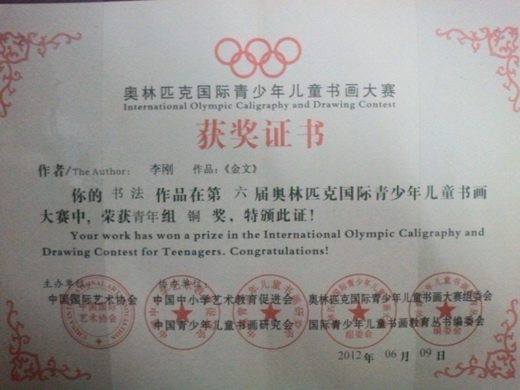 奥林匹克国际青少年儿童书画大赛
International Olympic Caligraphy and Drawing Contest
获奖证书
作者/The Author: 李刚 作品:《金文》
你的 书法 作品在第 六 届奥林匹克国际青少年儿童书画
大赛中,荣获青年组 铜 奖,特颁此证!
Your work has won a prize in the International Olympic Caligraphy and
Drawing Contest for Teenagers. Congratulations!
主办单位
中国国际艺术协会 中国中小学艺术教育促进会 奥林匹克国际青少年儿童书画大赛组委会
中国青少年儿童书画研究会 国际青少年儿童书画教育丛书编委会
2012 年 06 月 09 日